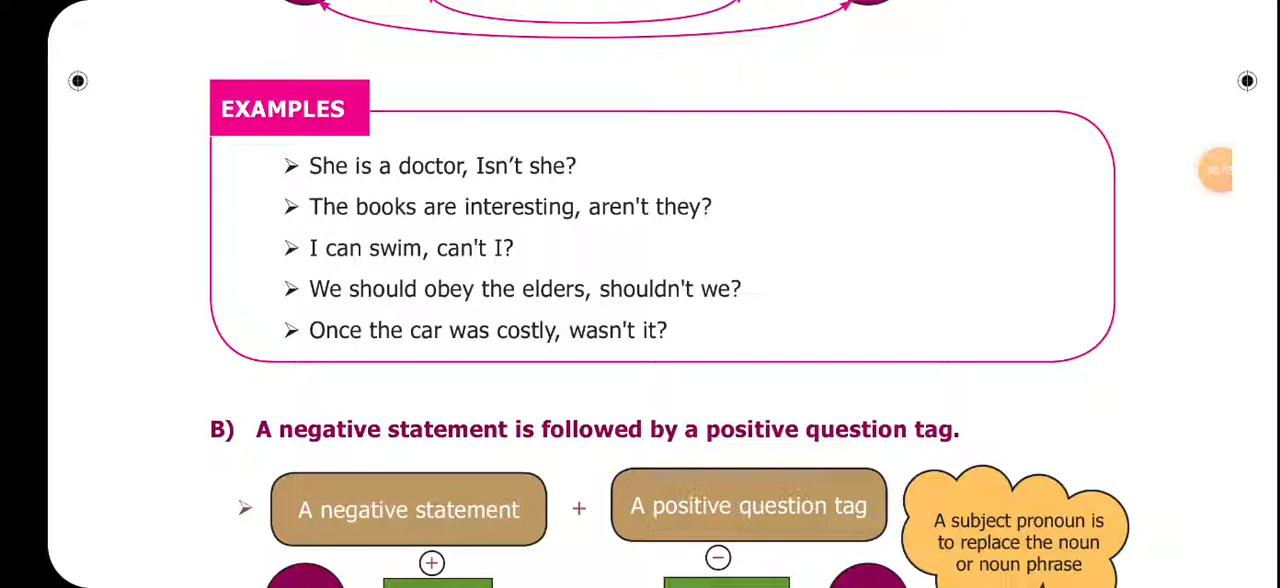 EXAMPLES
➢ She is a doctor, Isn’t she?
➢ The books are interesting, aren't they?
➢ I can swim, can't I?
➢ We should obey the elders, shouldn't we?
➢ Once the car was costly, wasn't it?
B) A negative statement is followed by a positive question tag.
➢ A negative statement + A positive question tag
A subject pronoun is
to replace the noun
or noun phrase
+ −